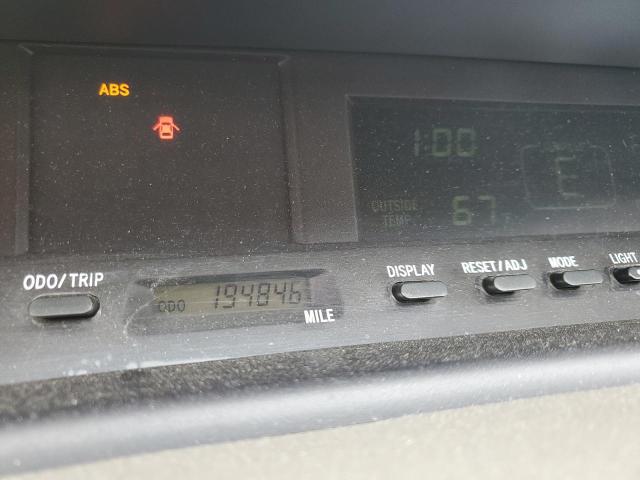 ABS
1:00
E
OUTSIDE
TEMP
67
ODO/TRIP
ODO 194846
MILE
DISPLAY
RESET/ADJ
MODE
LIGHT